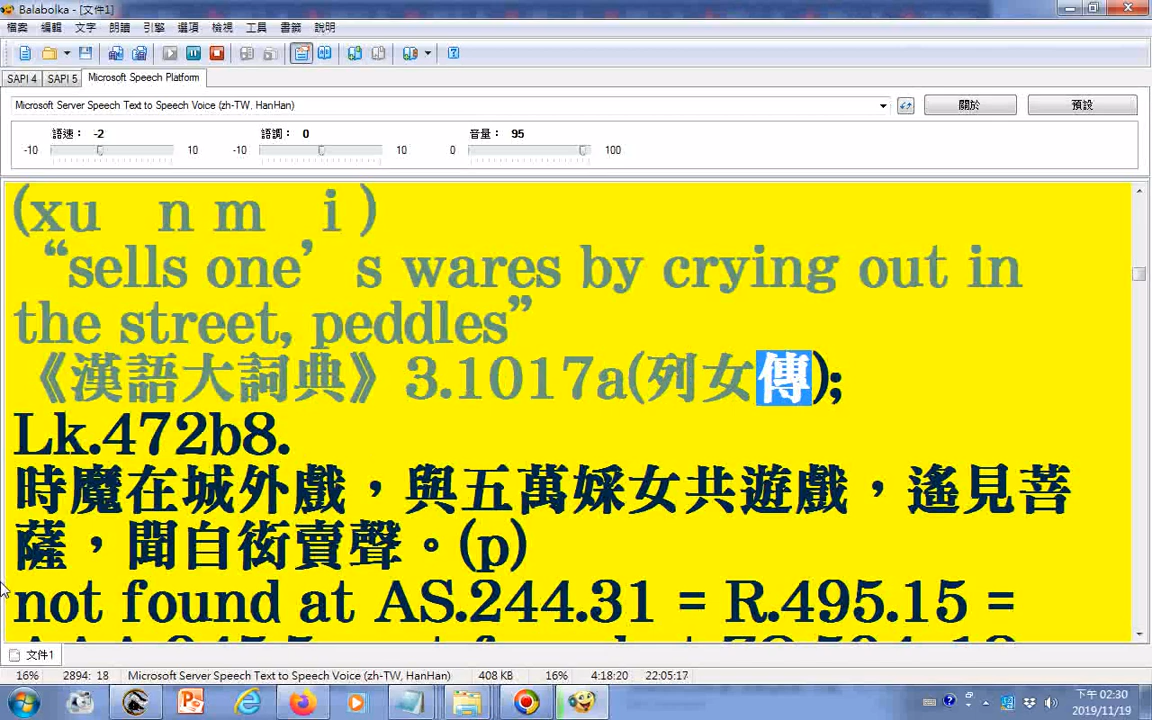 Balabolka - [文件1]
檔案 編輯 文字 朗讀 引擎 選項 檢視 工具 書籤 說明
SAPI 4 SAPI 5 Microsoft Speech Platform
Microsoft Server Speech Text to Speech Voice (zh-TW, HanHan)
關於 預設
語速： -2 語調： 0 音量： 95
-10 10 -10 10 0 100
(xu n m i )
“sells one’s wares by crying out in
the street, peddles”
《漢語大詞典》3.1017a(列女傳);
Lk.472b8.
時魔在城外戲，與五萬婇女共遊戲，遙見菩
薩，聞自衒賣聲。(p)
not found at AS.244.31 = R.495.15 =
文件1
16% 2894: 18 Microsoft Server Speech Text to Speech Voice (zh-TW, HanHan) 408 KB 16% 4:18:20 22:05:17
下午 02:30
2019/11/19